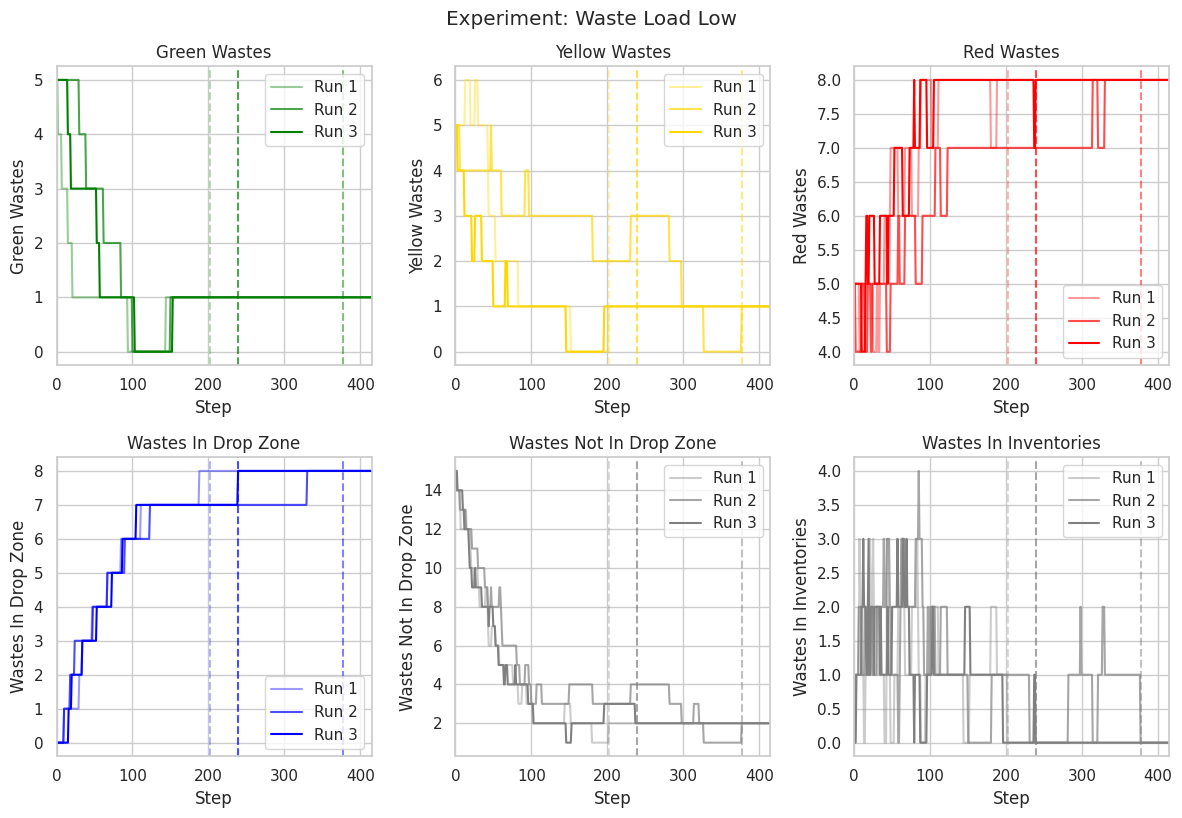 Experiment: Waste Load Low
Green Wastes
Green Wastes
5
4
3
2
1
0
Run 1
Run 2
Run 3
0 100 200 300 400
Step
Yellow Wastes
Yellow Wastes
6
5
4
3
2
1
0
Run 1
Run 2
Run 3
0 100 200 300 400
Step
Red Wastes
Red Wastes
8.0
7.5
7.0
6.5
6.0
5.5
5.0
4.5
4.0
Run 1
Run 2
Run 3
0 100 200 300 400
Step
Wastes In Drop Zone
Wastes In Drop Zone
8
7
6
5
4
3
2
1
0
Run 1
Run 2
Run 3
0 100 200 300 400
Step
Wastes Not In Drop Zone
Wastes Not In Drop Zone
14
12
10
8
6
4
2
Run 1
Run 2
Run 3
0 100 200 300 400
Step
Wastes In Inventories
Wastes In Inventories
4.0
3.5
3.0
2.5
2.0
1.5
1.0
0.5
0.0
Run 1
Run 2
Run 3
0 100 200 300 400
Step